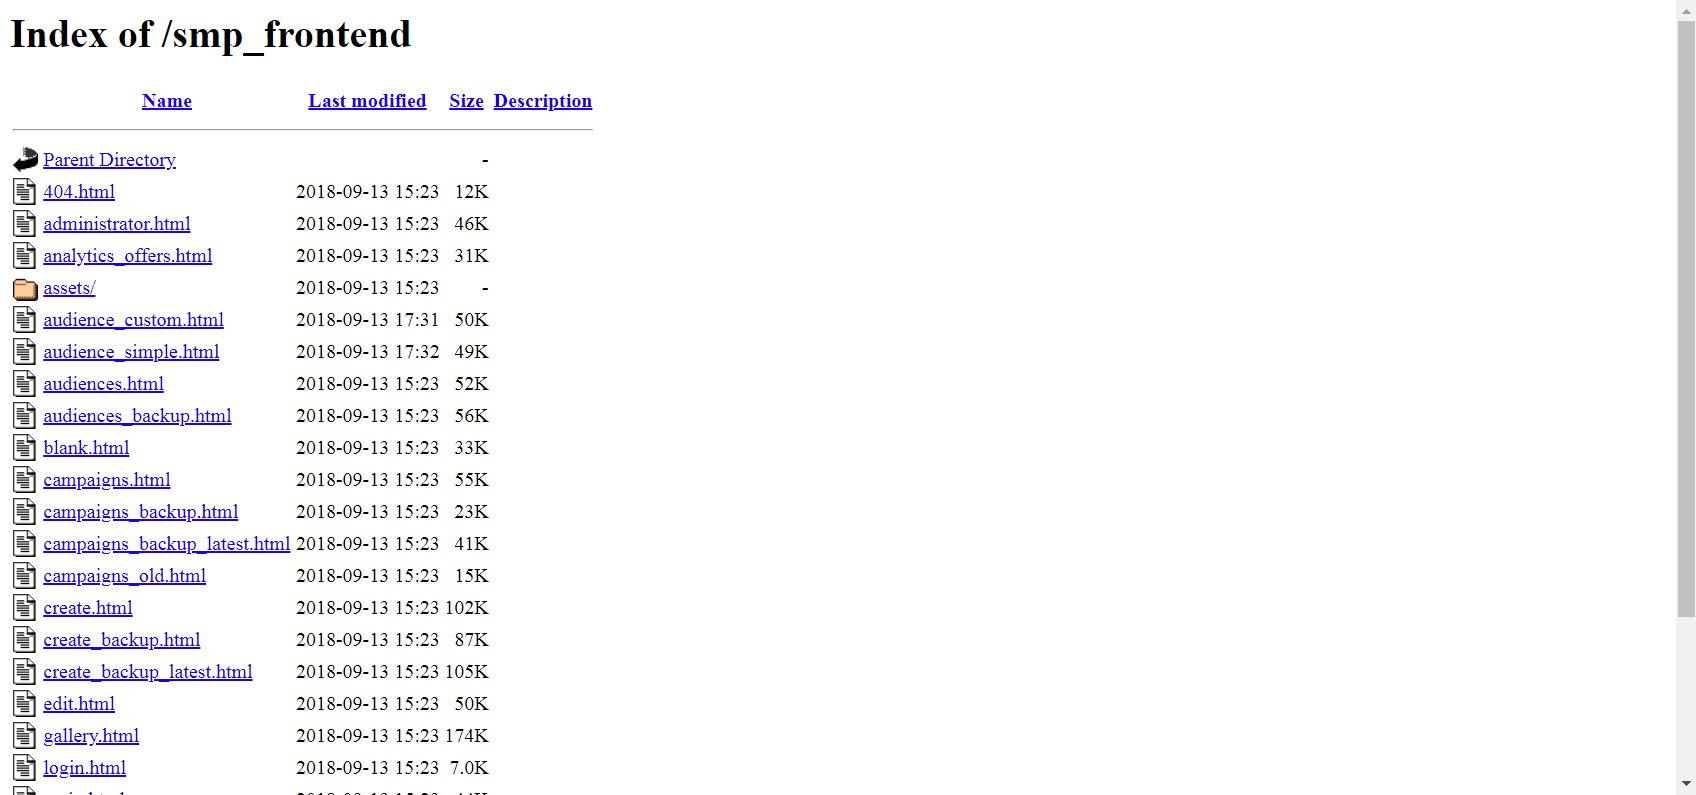 Index of /smp_frontend
Name Last modified Size Description
Parent Directory -
404.html 2018-09-13 15:23 12K
administrator.html 2018-09-13 15:23 46K
analytics_offers.html 2018-09-13 15:23 31K
assets/ 2018-09-13 15:23 -
audience_custom.html 2018-09-13 17:31 50K
audience_simple.html 2018-09-13 17:32 49K
audiences.html 2018-09-13 15:23 52K
audiences_backup.html 2018-09-13 15:23 56K
blank.html 2018-09-13 15:23 33K
campaigns.html 2018-09-13 15:23 55K
campaigns_backup.html 2018-09-13 15:23 23K
campaigns_backup_latest.html 2018-09-13 15:23 41K
campaigns_old.html 2018-09-13 15:23 15K
create.html 2018-09-13 15:23 102K
create_backup.html 2018-09-13 15:23 87K
create_backup_latest.html 2018-09-13 15:23 105K
edit.html 2018-09-13 15:23 50K
gallery.html 2018-09-13 15:23 174K
login.html 2018-09-13 15:23 7.0K